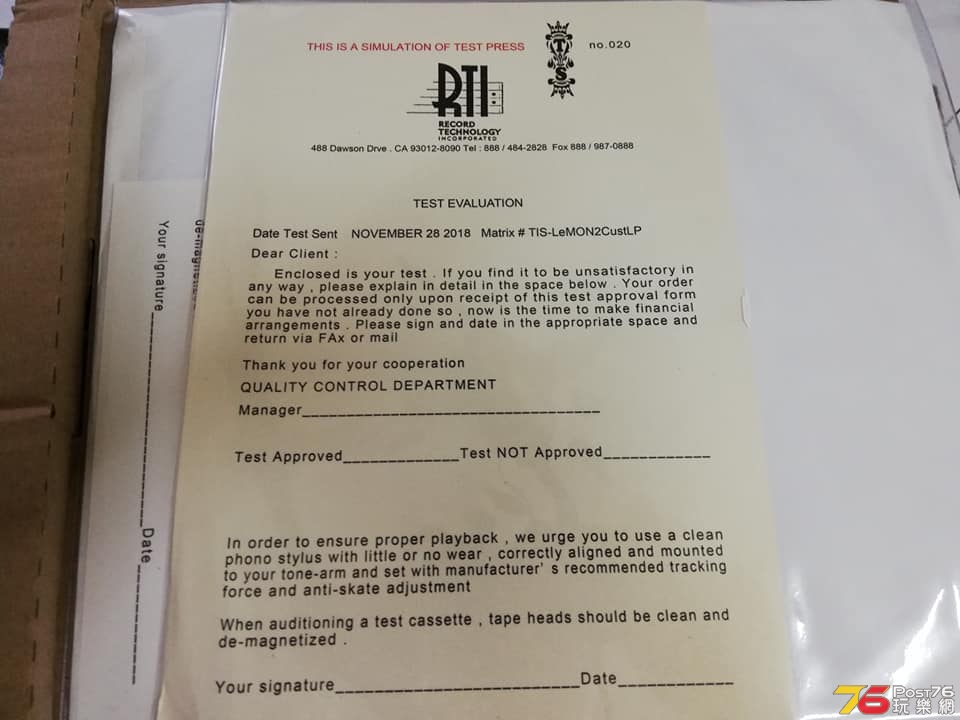 THIS IS A SIMULATION OF TEST PRESS
T
S
no.020
RTI
RECORD
TECHNOLOGY
INCORPORATED
488 Dawson Drve . CA 93012-8090 Tel : 888 / 484-2828 Fox 888 / 987-0888
TEST EVALUATION
Date Test Sent NOVEMBER 28 2018 Matrix # TIS-LeMON2CustLP
Dear Client :
Enclosed is your test . If you find it to be unsatisfactory in
any way , please explain in detail in the space below . Your order
can be processed only upon receipt of this test approval form
you have not already done so , now is the time to make financial
arrangements . Please sign and date in the appropriate space and
return via FAx or mail
Thank you for your cooperation
QUALITY CONTROL DEPARTMENT
Manager__________________________________
Test Approved_____________Test NOT Approved____________
In order to ensure proper playback , we urge you to use a clean
phono stylus with little or no wear , correctly aligned and mounted
to your tone-arm and set with manufacturer' s recommended tracking
force and anti-skate adjustment
When auditioning a test cassette , tape heads should be clean and
de-magnetized .
Your signature__________________________Date____________
Your signature__________________________Date____________
76 Post76
玩樂網